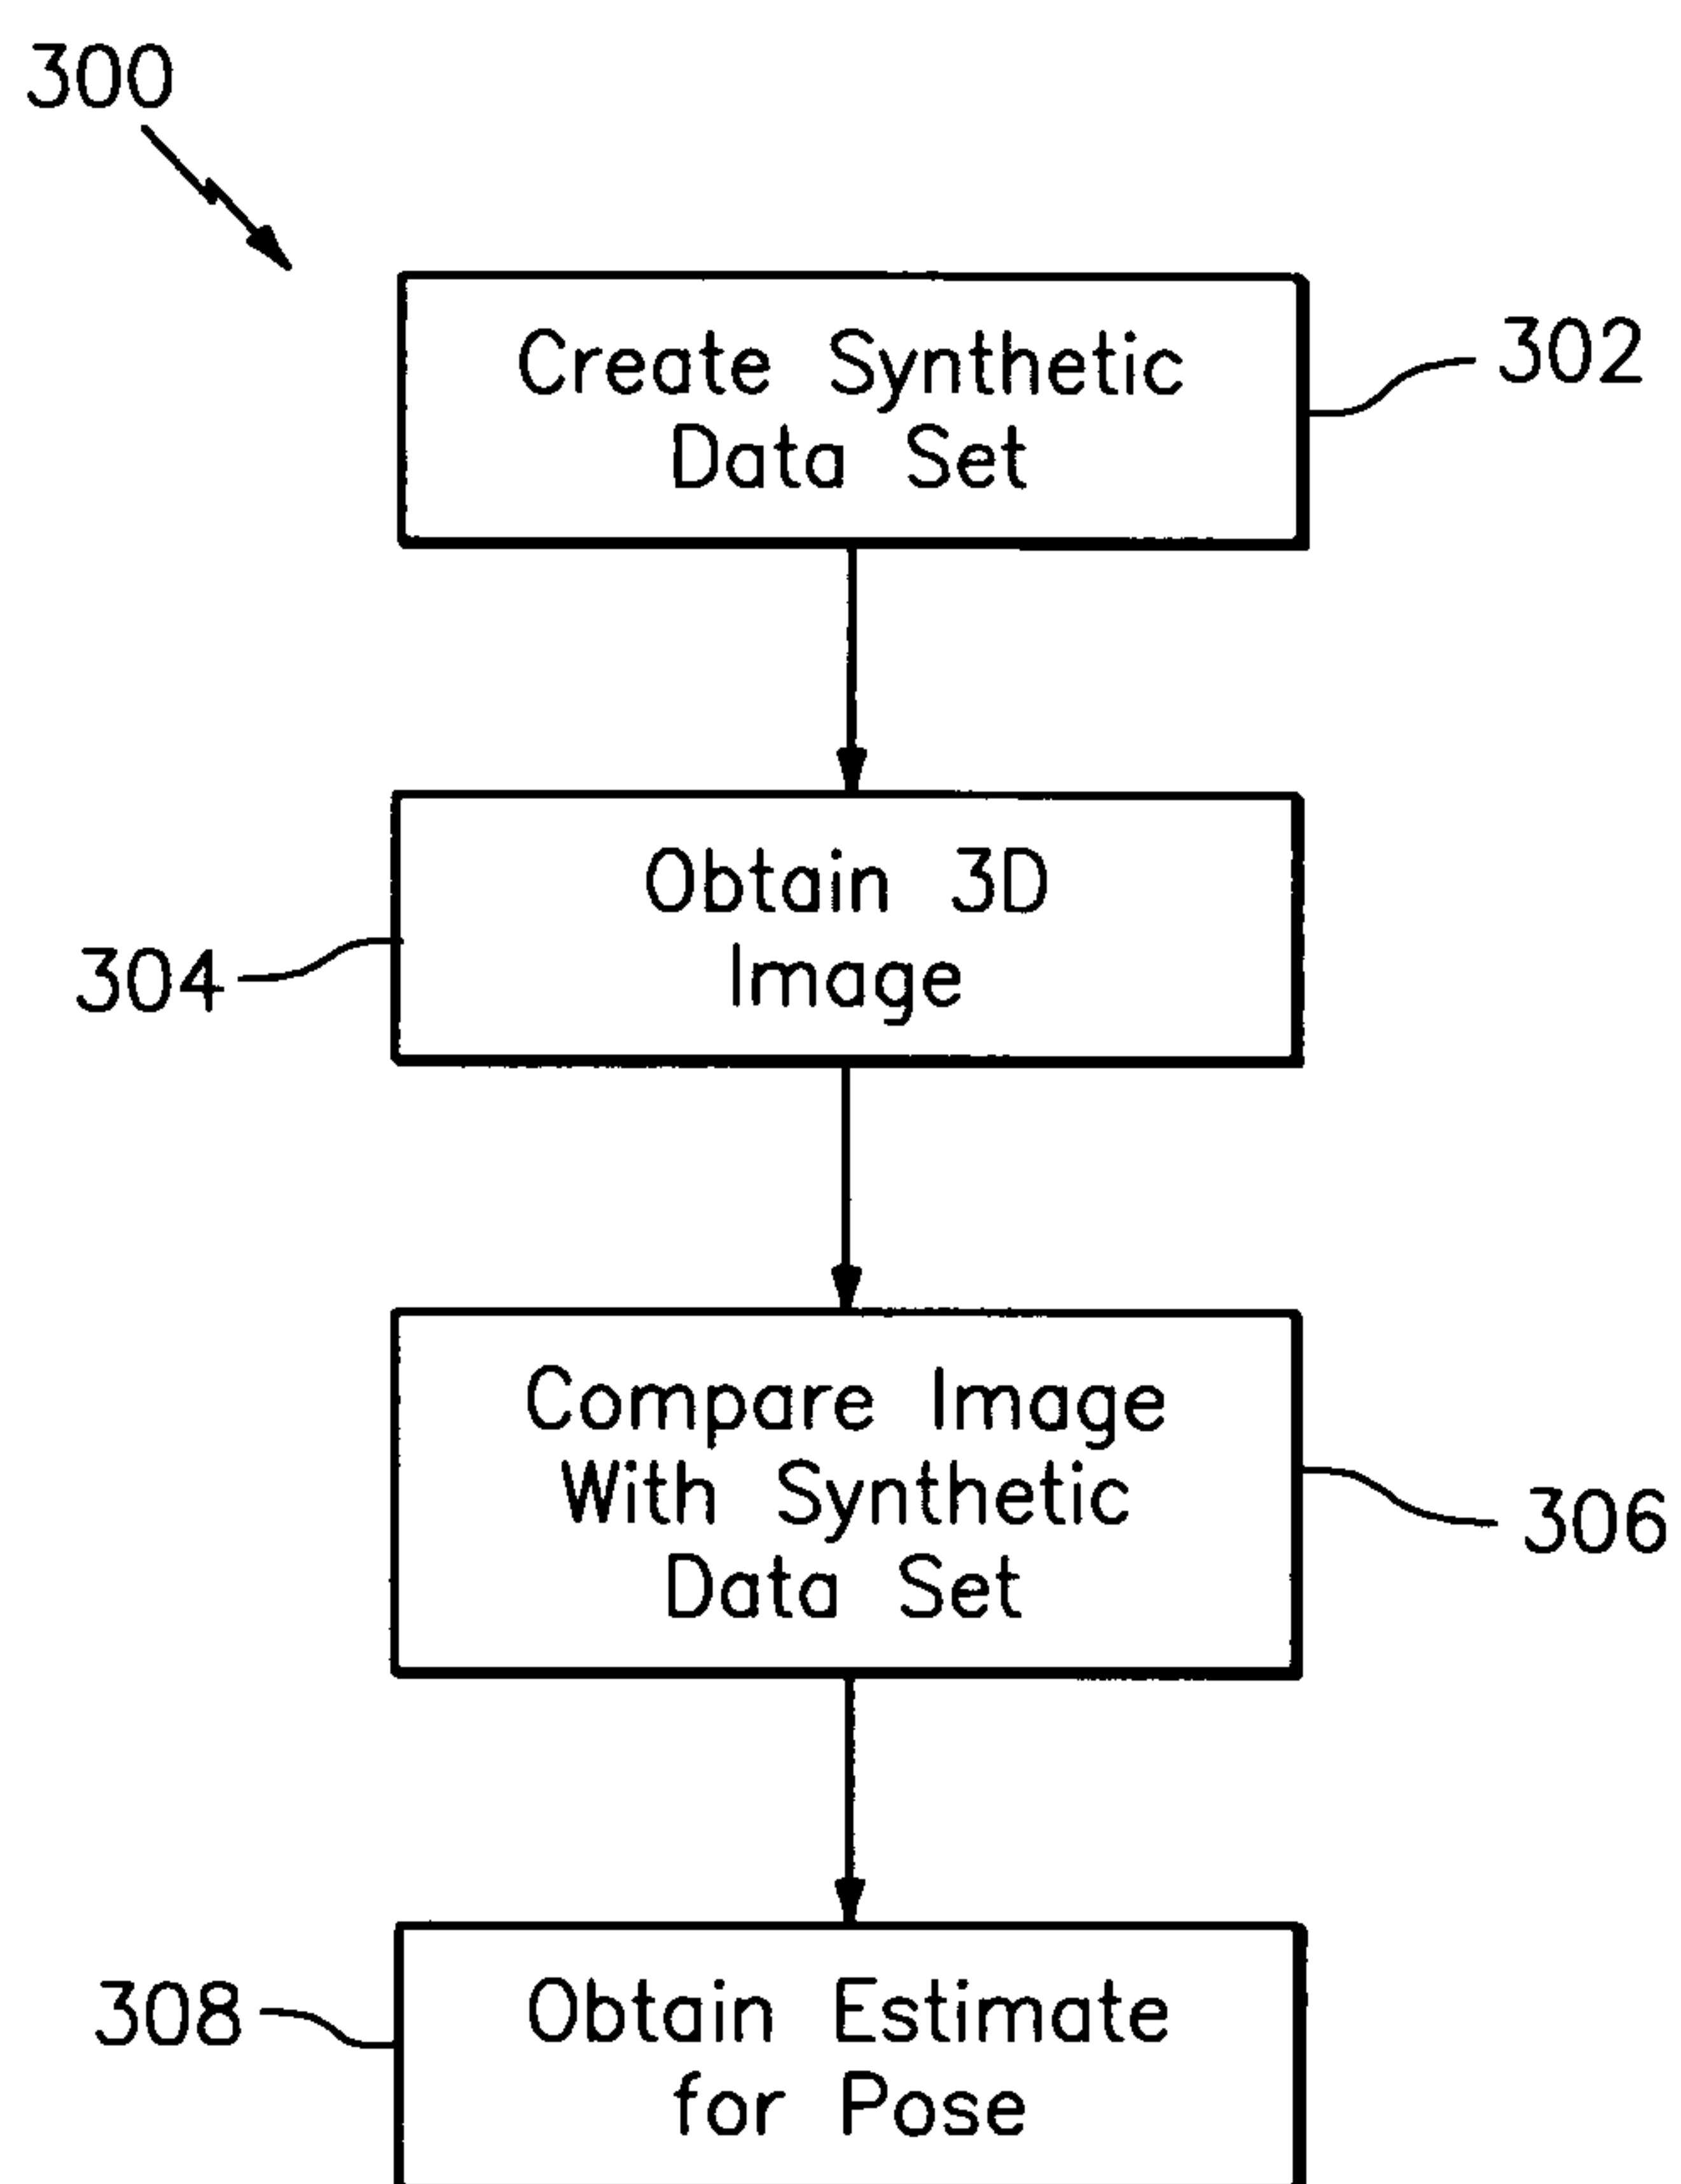 300
Create Synthetic
Data Set
302
Obtain 3D
Image
304
Compare Image
With Synthetic
Data Set
306
308
Obtain Estimate
for Pose